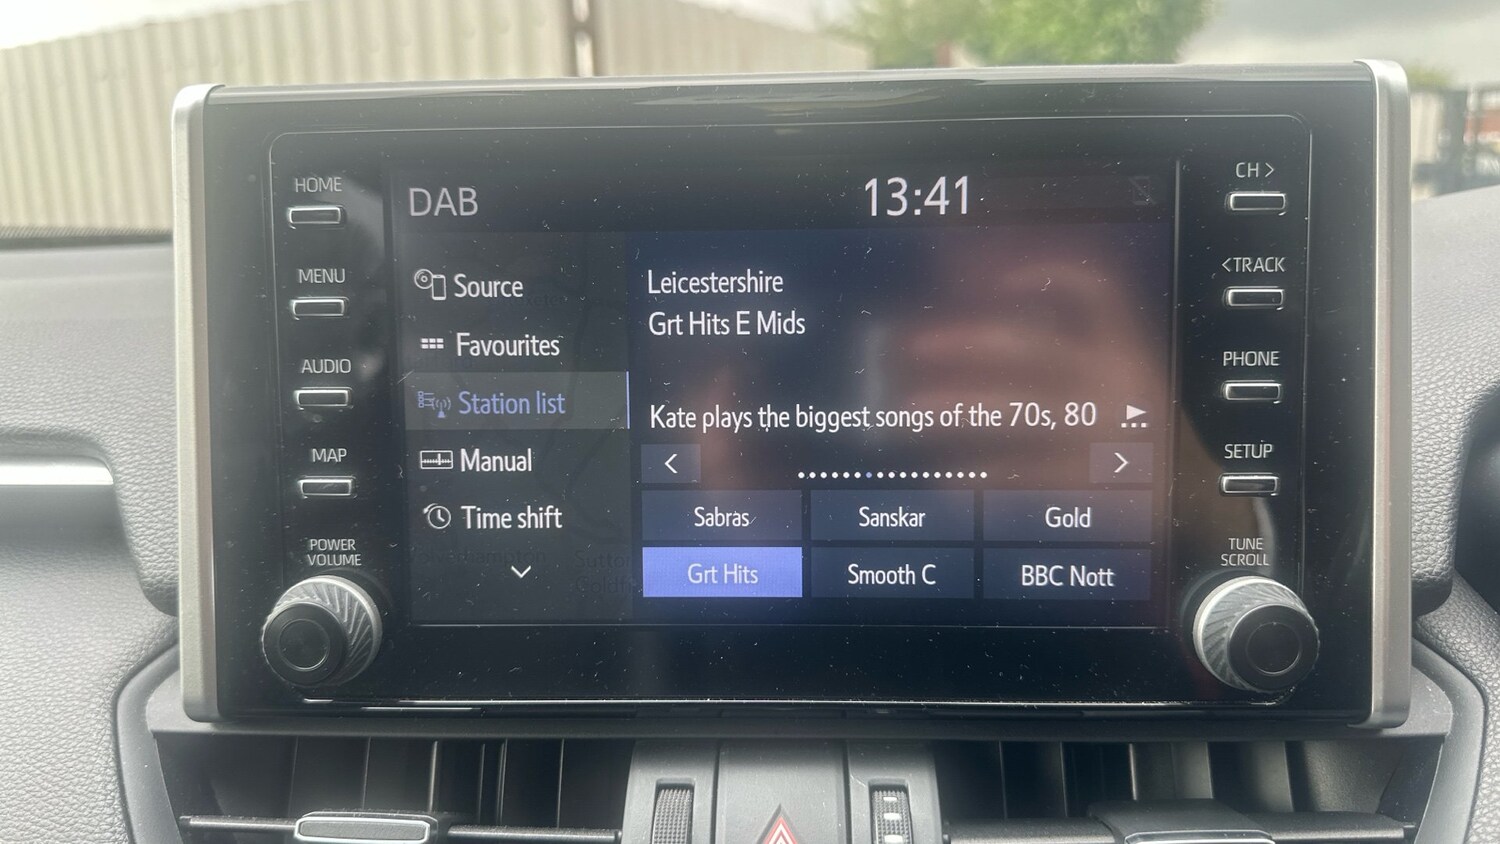 HOME
MENU
AUDIO
MAP
POWER
VOLUME
DAB
13:41
Source
Favourites
Station list
Manual
Time shift
Leicestershire
Grt Hits E Mids
Kate plays the biggest songs of the 70s, 80
<
>
Sabras
Sanskar
Gold
Grt Hits
Smooth C
BBC Nott
CH >
<TRACK
PHONE
SETUP
TUNE
SCROLL